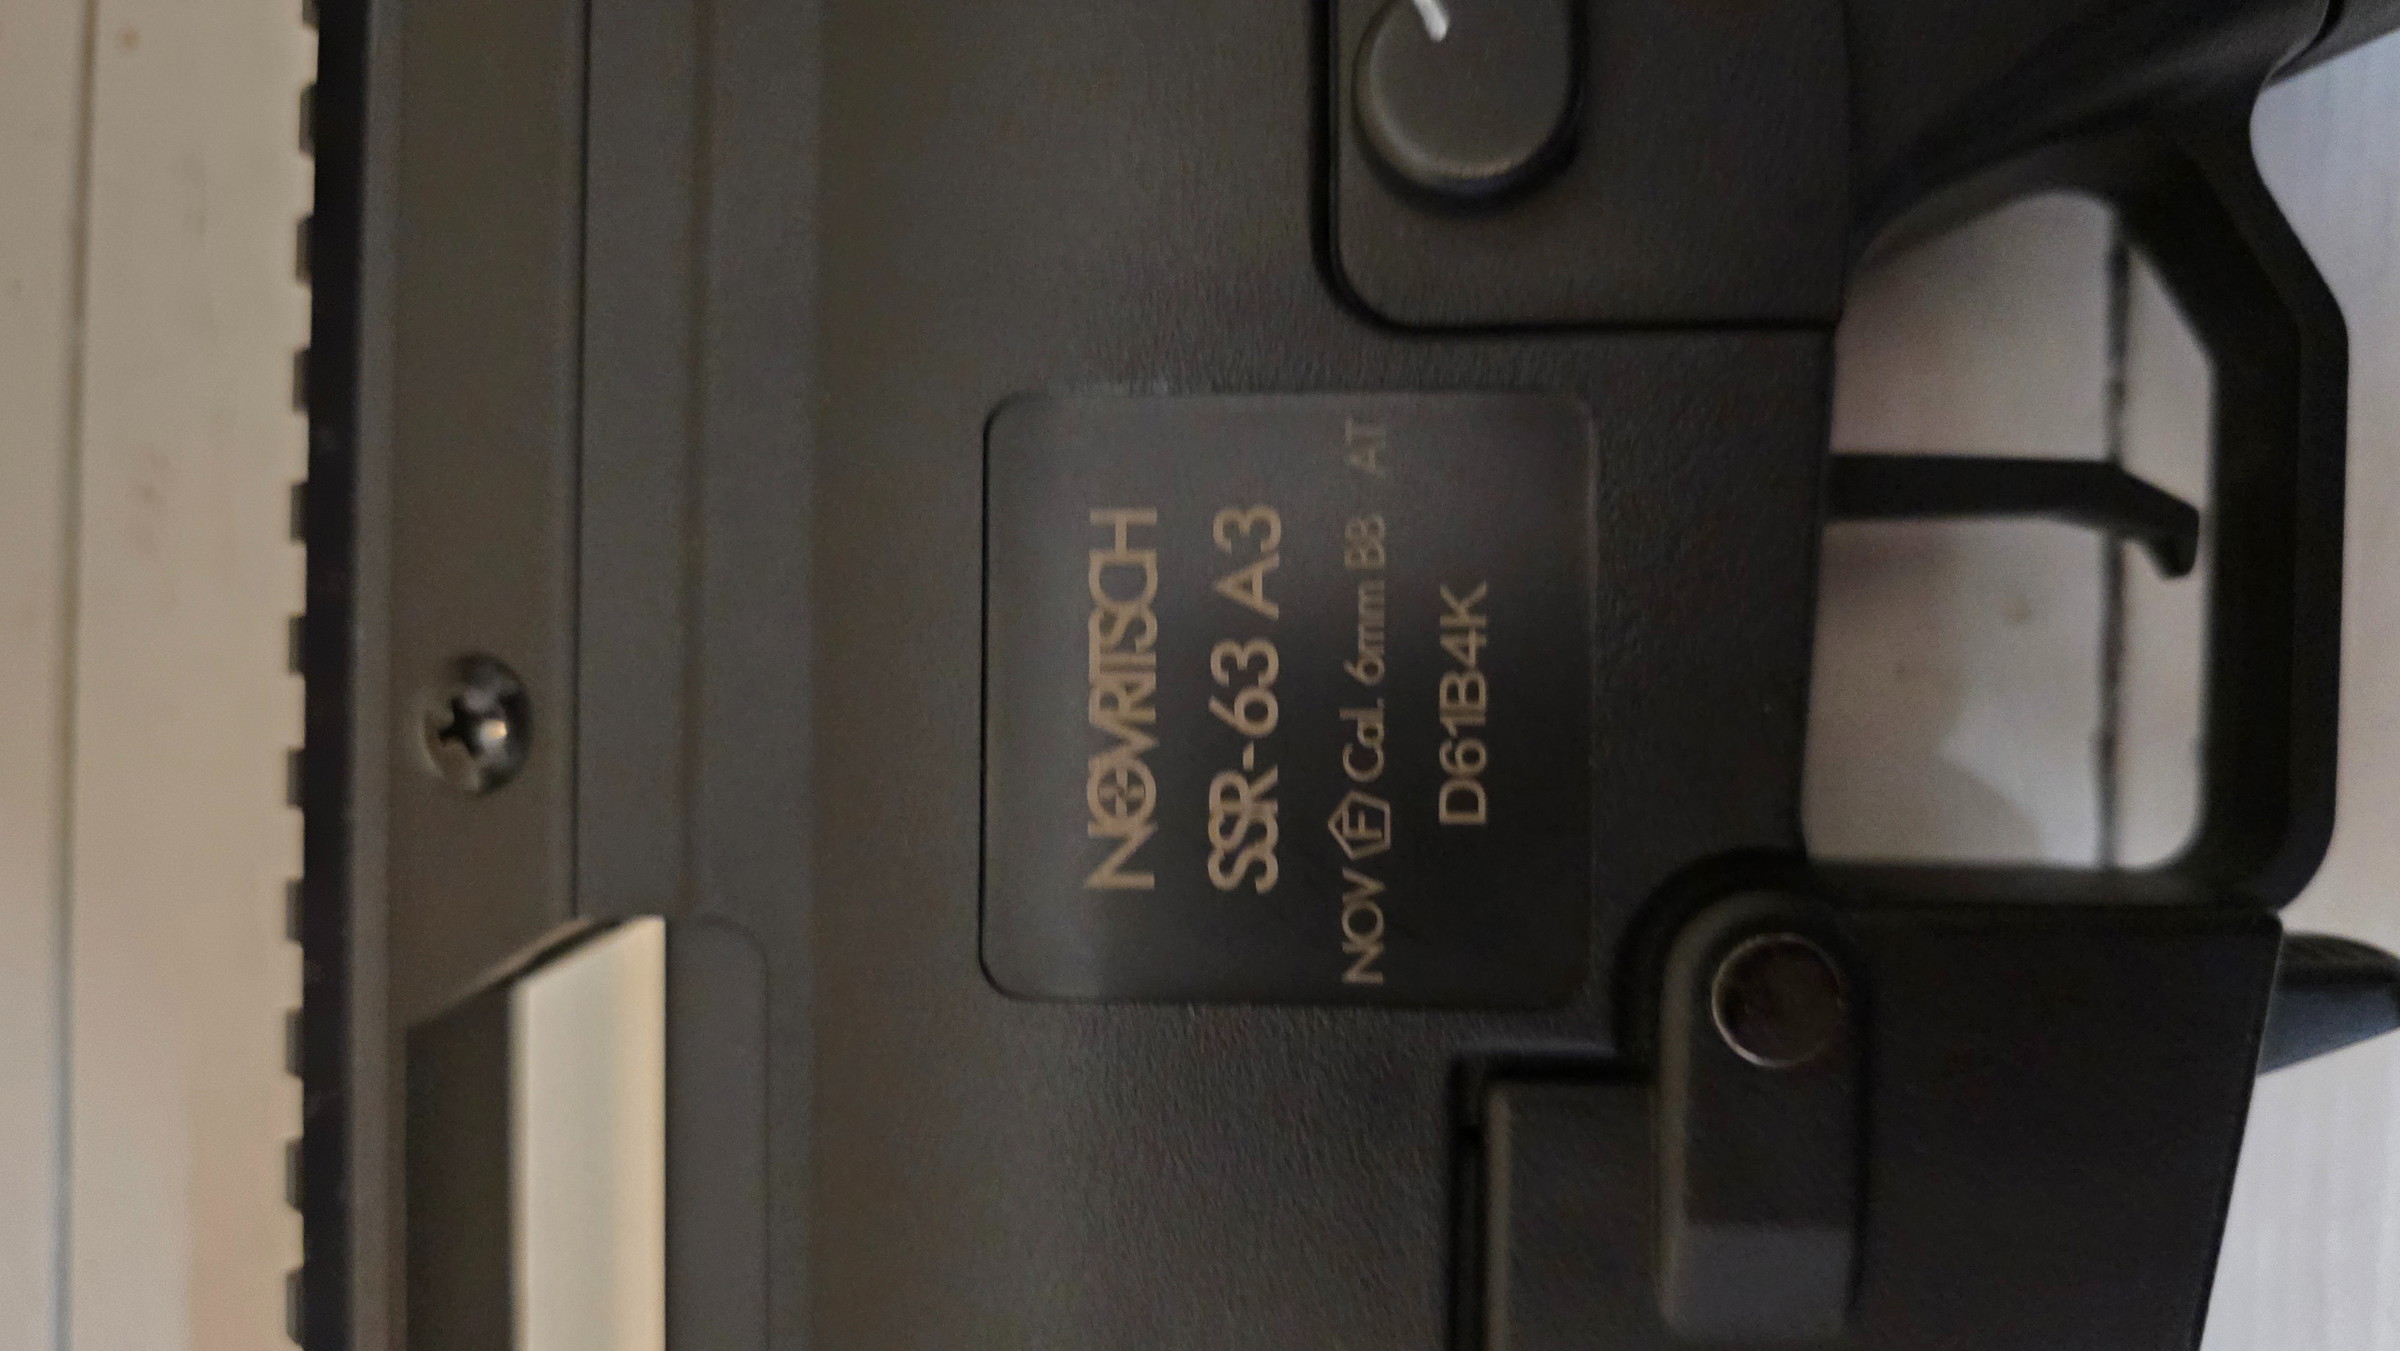 NOVRITSCH
SSR-63 A3
NOV F Cal. 6mm BB AT
D61B4K